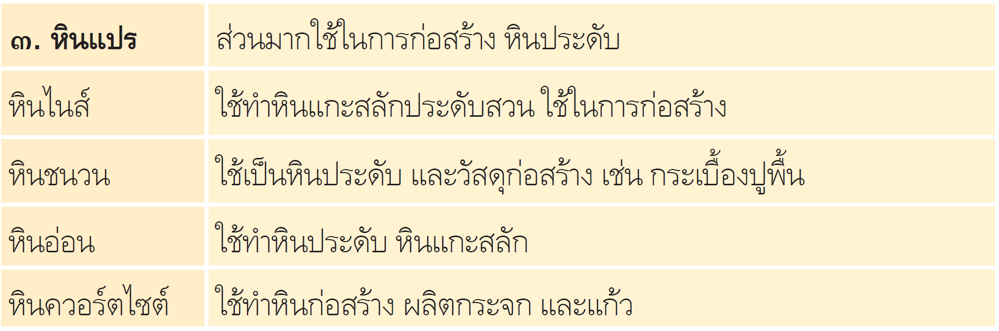 ๓. หินแปร ส่วนมากใช้ในการก่อสร้าง หินประดับ
หินไนส์ ใช้ทำหินแกะสลักประดับสวน ใช้ในการก่อสร้าง
หินชนวน ใช้เป็นหินประดับ และวัสดุก่อสร้าง เช่น กระเบื้องปูพื้น
หินอ่อน ใช้ทำหินประดับ หินแกะสลัก
หินควอร์ตไซต์ ใช้ทำหินก่อสร้าง ผลิตกระจก และแก้ว